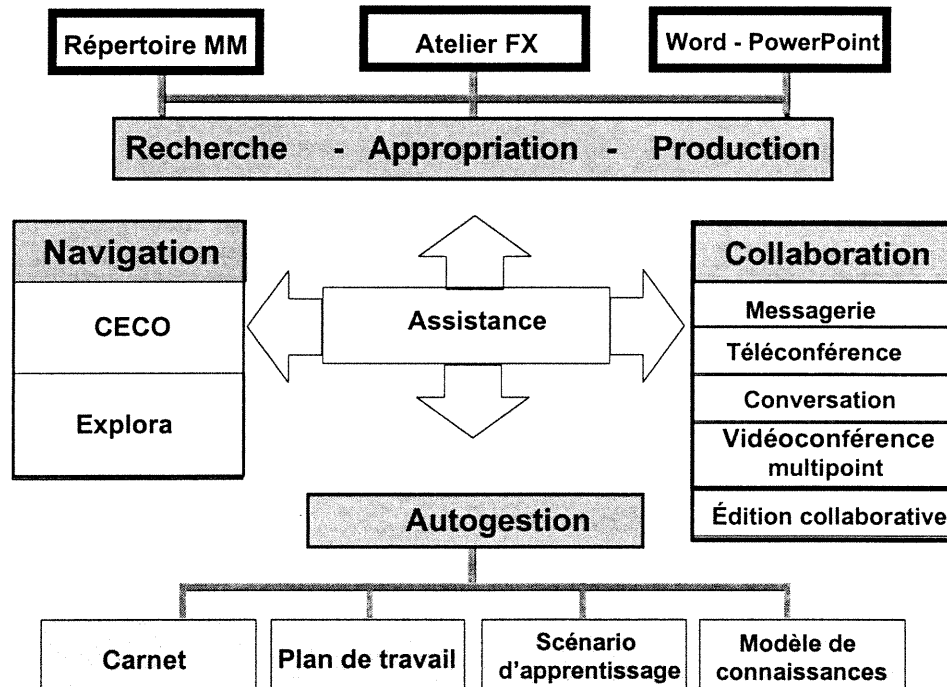 Répertoire MM
Atelier FX
Word - PowerPoint
Recherche - Appropriation - Production
Navigation
CECO
Explora
Assistance
Collaboration
Messagerie
Téléconférence
Conversation
Vidéoconférence
multipoint
Édition collaborative
Autogestion
Carnet
Plan de travail
Scénario
d'apprentissage
Modèle de
connaissances